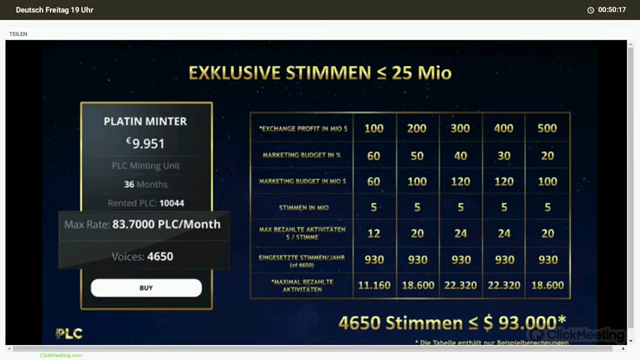 Deutsch Freitag 19 Uhr
00:50:17
TEILEN
EXKLUSIVE STIMMEN ≤ 25 Mio
PLATIN MINTER
€9.951
PLC Minting Unit
36 Months
Rented PLC: 10044
Max Rate: 83.7000 PLC/Month
Voices: 4650
BUY
*EXCHANGE PROFIT IN MIO $ 100 200 300 400 500
MARKETING BUDGET IN % 60 50 40 30 20
MARKETING BUDGET IN MIO $ 60 100 120 120 100
STIMMEN IN MIO 5 5 5 5 5
MAX BEZAHLTE AKTIVITÄTEN $ / STIMME 12 20 24 24 20
EINGESETZTE STIMMEN/JAHR (of 4650) 930 930 930 930 930
*MAXIMAL BEZAHLTE AKTIVITÄTEN 11.160 18.600 22.320 22.320 18.600
4650 Stimmen ≤ $ 93.000*
* Die Tabelle enthält nur Beispielberechnungen
PLC
ClickMeeting
ClickMeeting.com